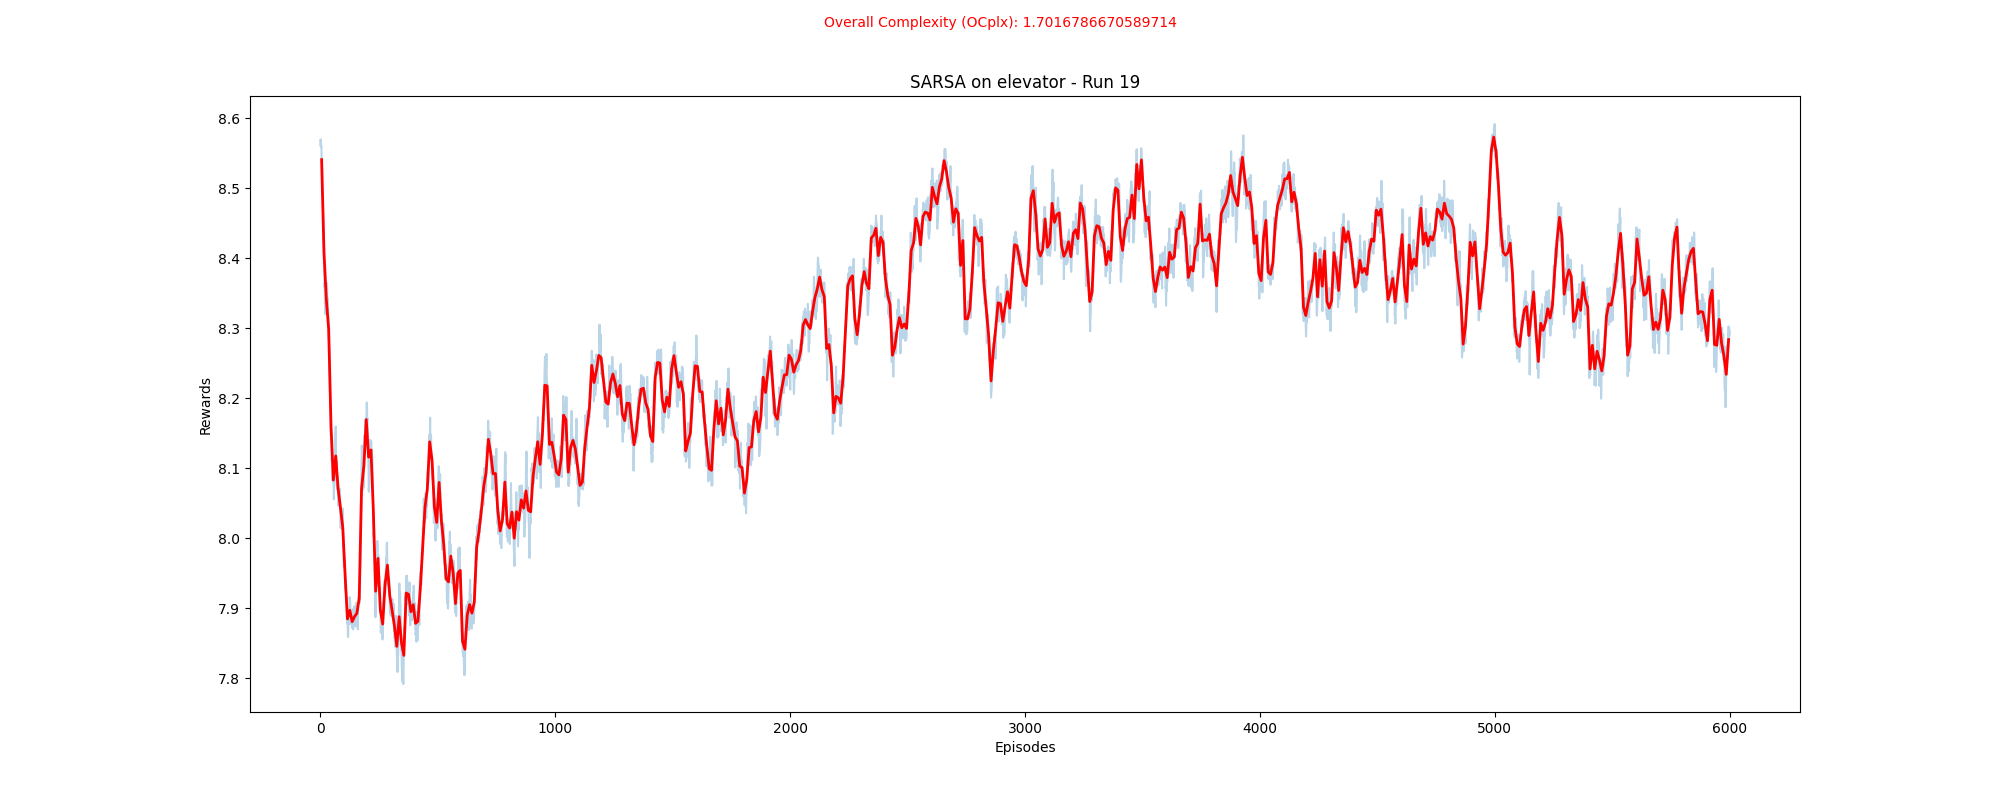 Overall Complexity (OCplx): 1.7016786670589714
SARSA on elevator - Run 19
8.6
8.5
8.4
8.3
8.2
8.1
8.0
7.9
7.8
Rewards
0 1000 2000 3000 4000 5000 6000
Episodes